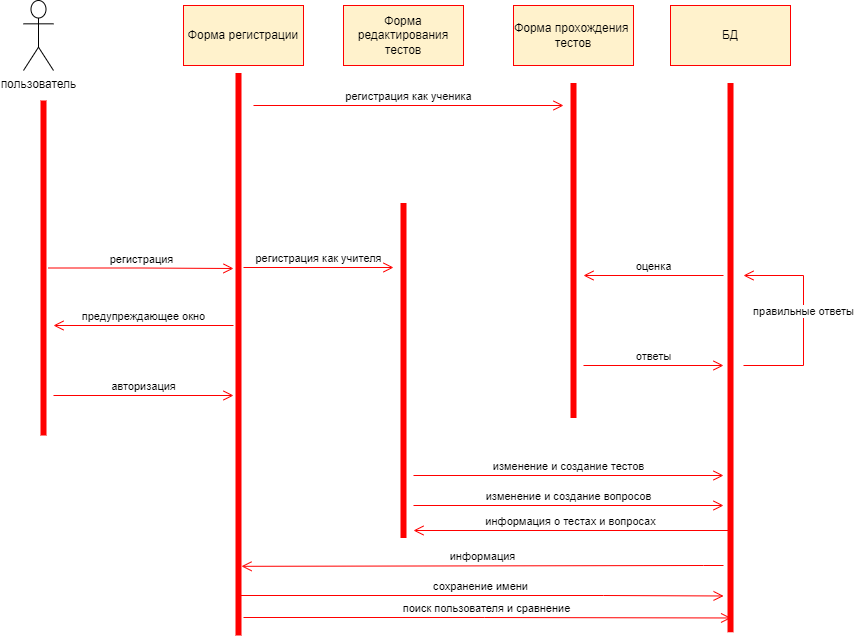 пользователь
Форма регистрации
Форма
редактирования
тестов
Форма прохождения
тестов
БД
регистрация как ученика
регистрация
регистрация как учителя
оценка
правильные ответы
предупреждающее окно
ответы
авторизация
изменение и создание тестов
изменение и создание вопросов
информация о тестах и вопросах
информация
сохранение имени
поиск пользователя и сравнение